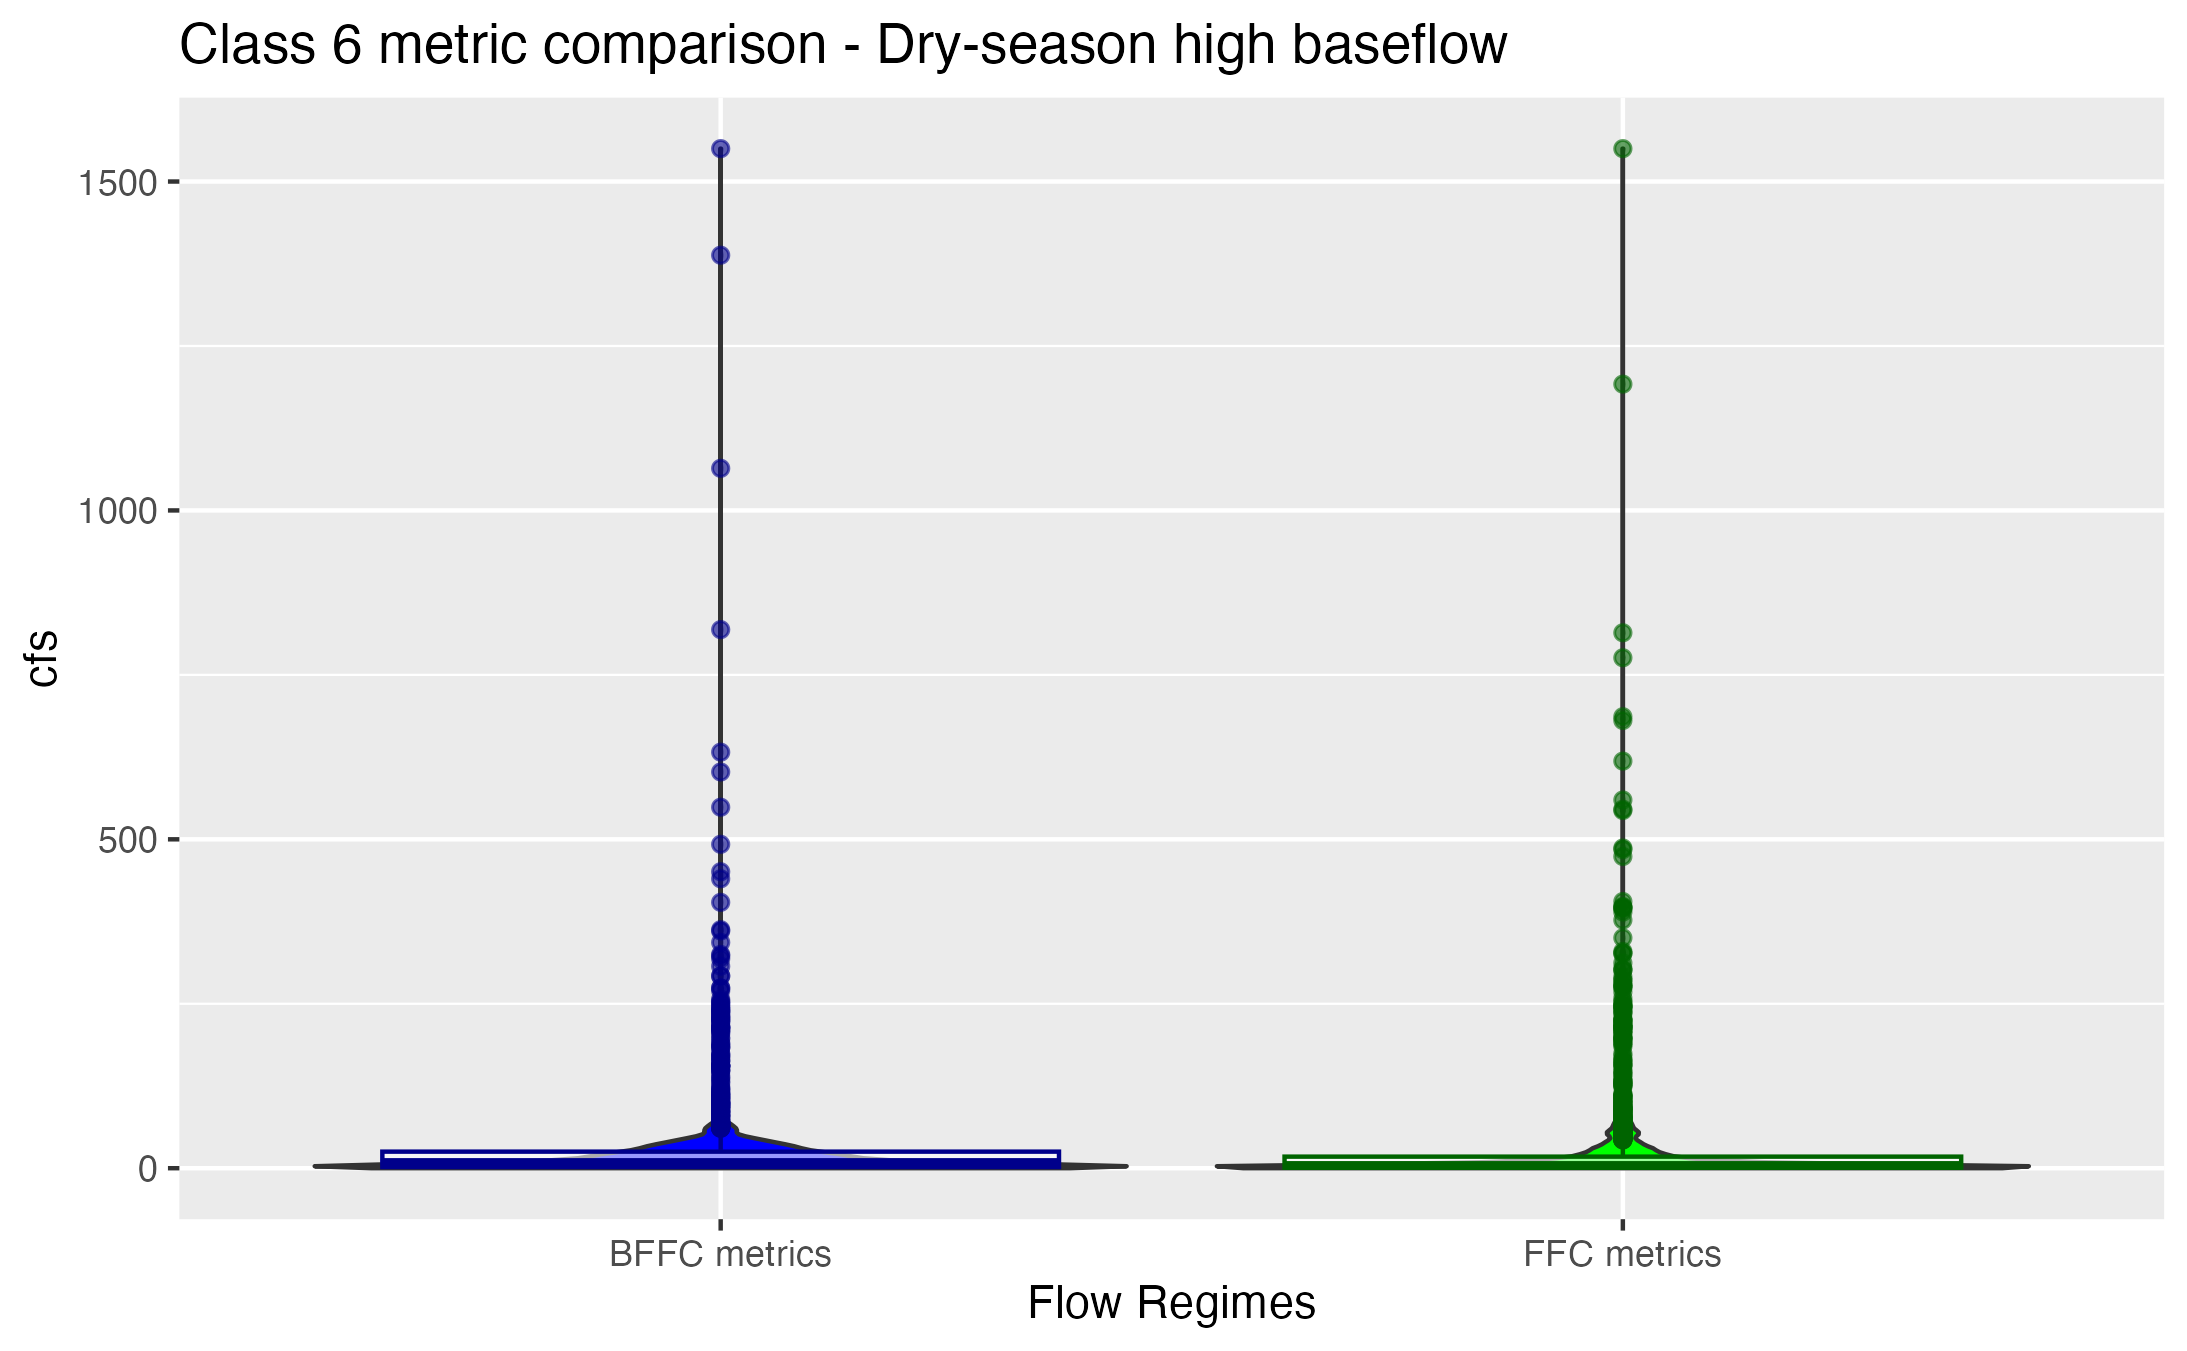 Class 6 metric comparison - Dry-season high baseflow
1500
1000
500
0
cfs
BFFC metrics
FFC metrics
Flow Regimes